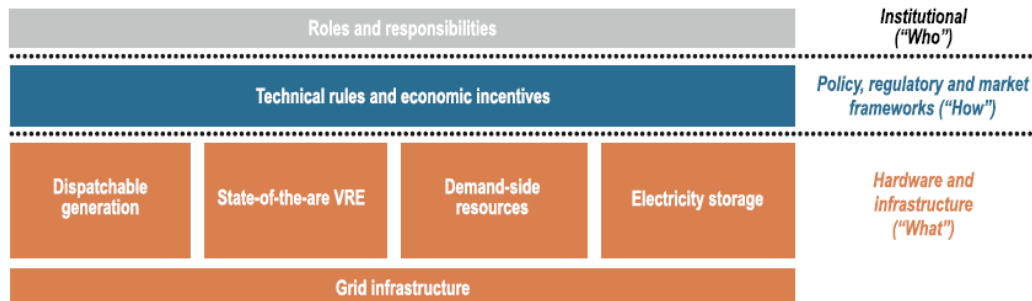 Roles and responsibilities
Institutional
(“Who”)
Technical rules and economic incentives
Policy, regulatory and market
frameworks (“How”)
Dispatchable
generation
State-of-the-are VRE
Demand-side
resources
Electricity storage
Hardware and
infrastructure
(“What”)
Grid infrastructure